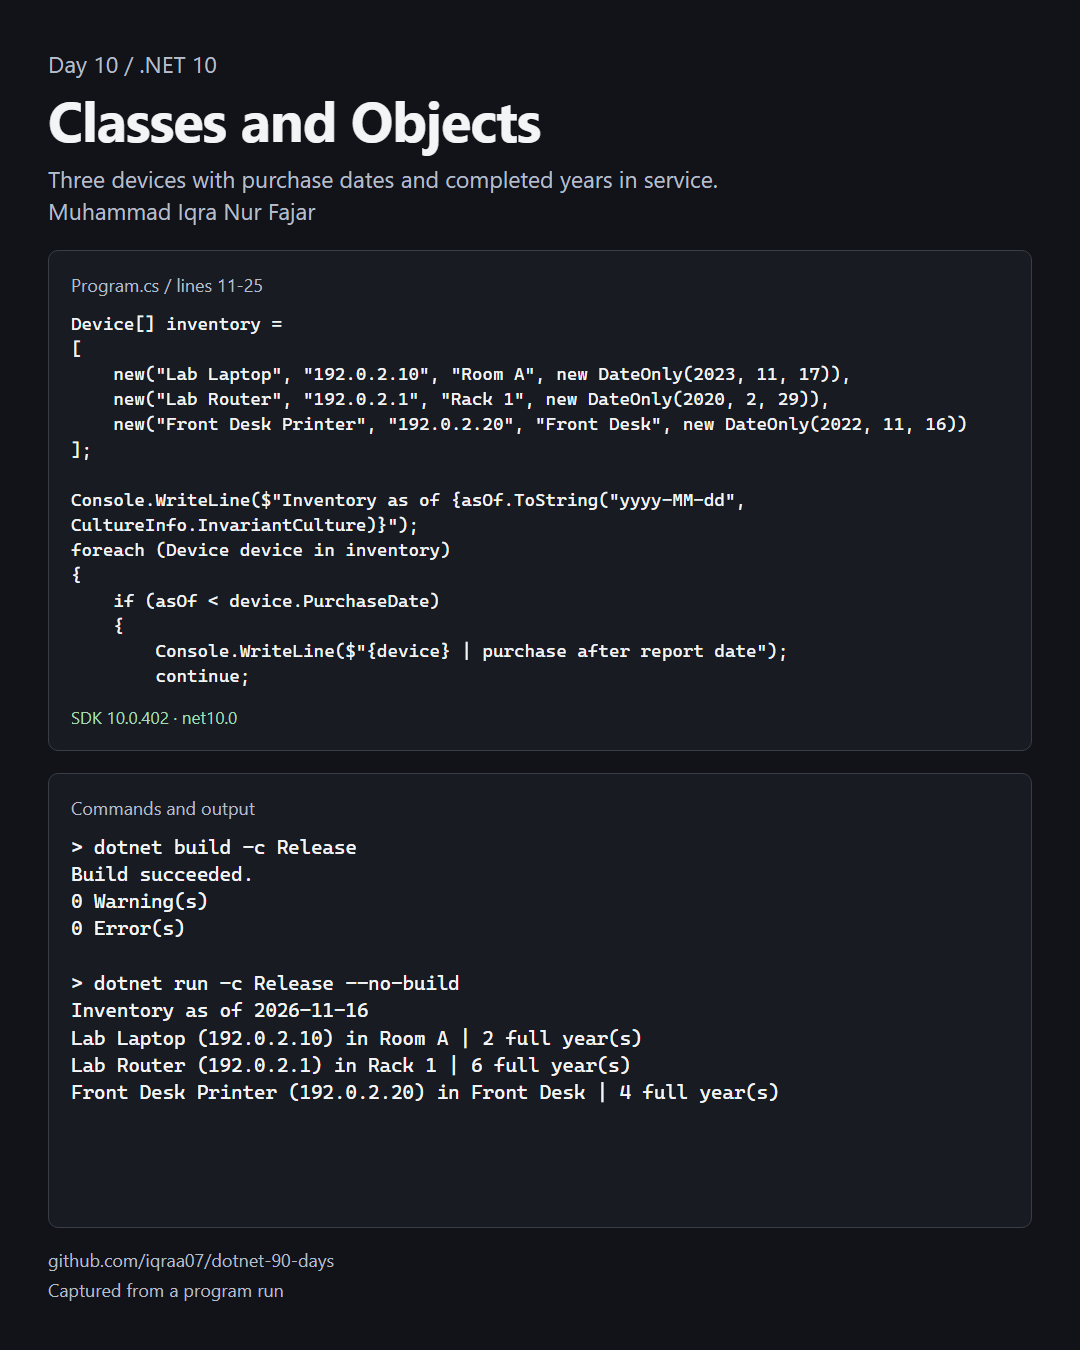 Day 10 / .NET 10
Classes and Objects
Three devices with purchase dates and completed years in service.
Muhammad Iqra Nur Fajar
Program.cs / lines 11-25
Device[] inventory =
[
    new("Lab Laptop", "192.0.2.10", "Room A", new DateOnly(2023, 11, 17)),
    new("Lab Router", "192.0.2.1", "Rack 1", new DateOnly(2020, 2, 29)),
    new("Front Desk Printer", "192.0.2.20", "Front Desk", new DateOnly(2022, 11, 16))
];

Console.WriteLine($"Inventory as of {asOf.ToString("yyyy-MM-dd",
CultureInfo.InvariantCulture)}");
foreach (Device device in inventory)
{
    if (asOf < device.PurchaseDate)
    {
        Console.WriteLine($"{device} | purchase after report date");
        continue;
SDK 10.0.402 · net10.0
Commands and output
> dotnet build -c Release
Build succeeded.
0 Warning(s)
0 Error(s)

> dotnet run -c Release --no-build
Inventory as of 2026-11-16
Lab Laptop (192.0.2.10) in Room A | 2 full year(s)
Lab Router (192.0.2.1) in Rack 1 | 6 full year(s)
Front Desk Printer (192.0.2.20) in Front Desk | 4 full year(s)
github.com/iqraa07/dotnet-90-days
Captured from a program run